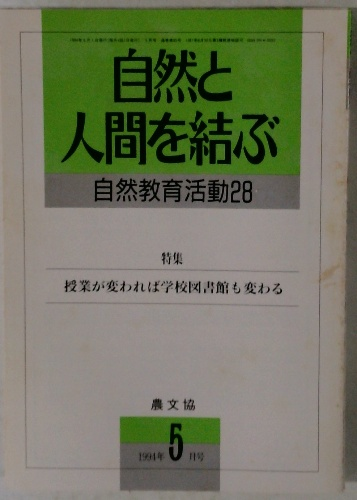 自然と
人間を結ぶ
自然教育活動28
特集
授業が変われば学校図書館も変わる
農文協
1994年 5 月号